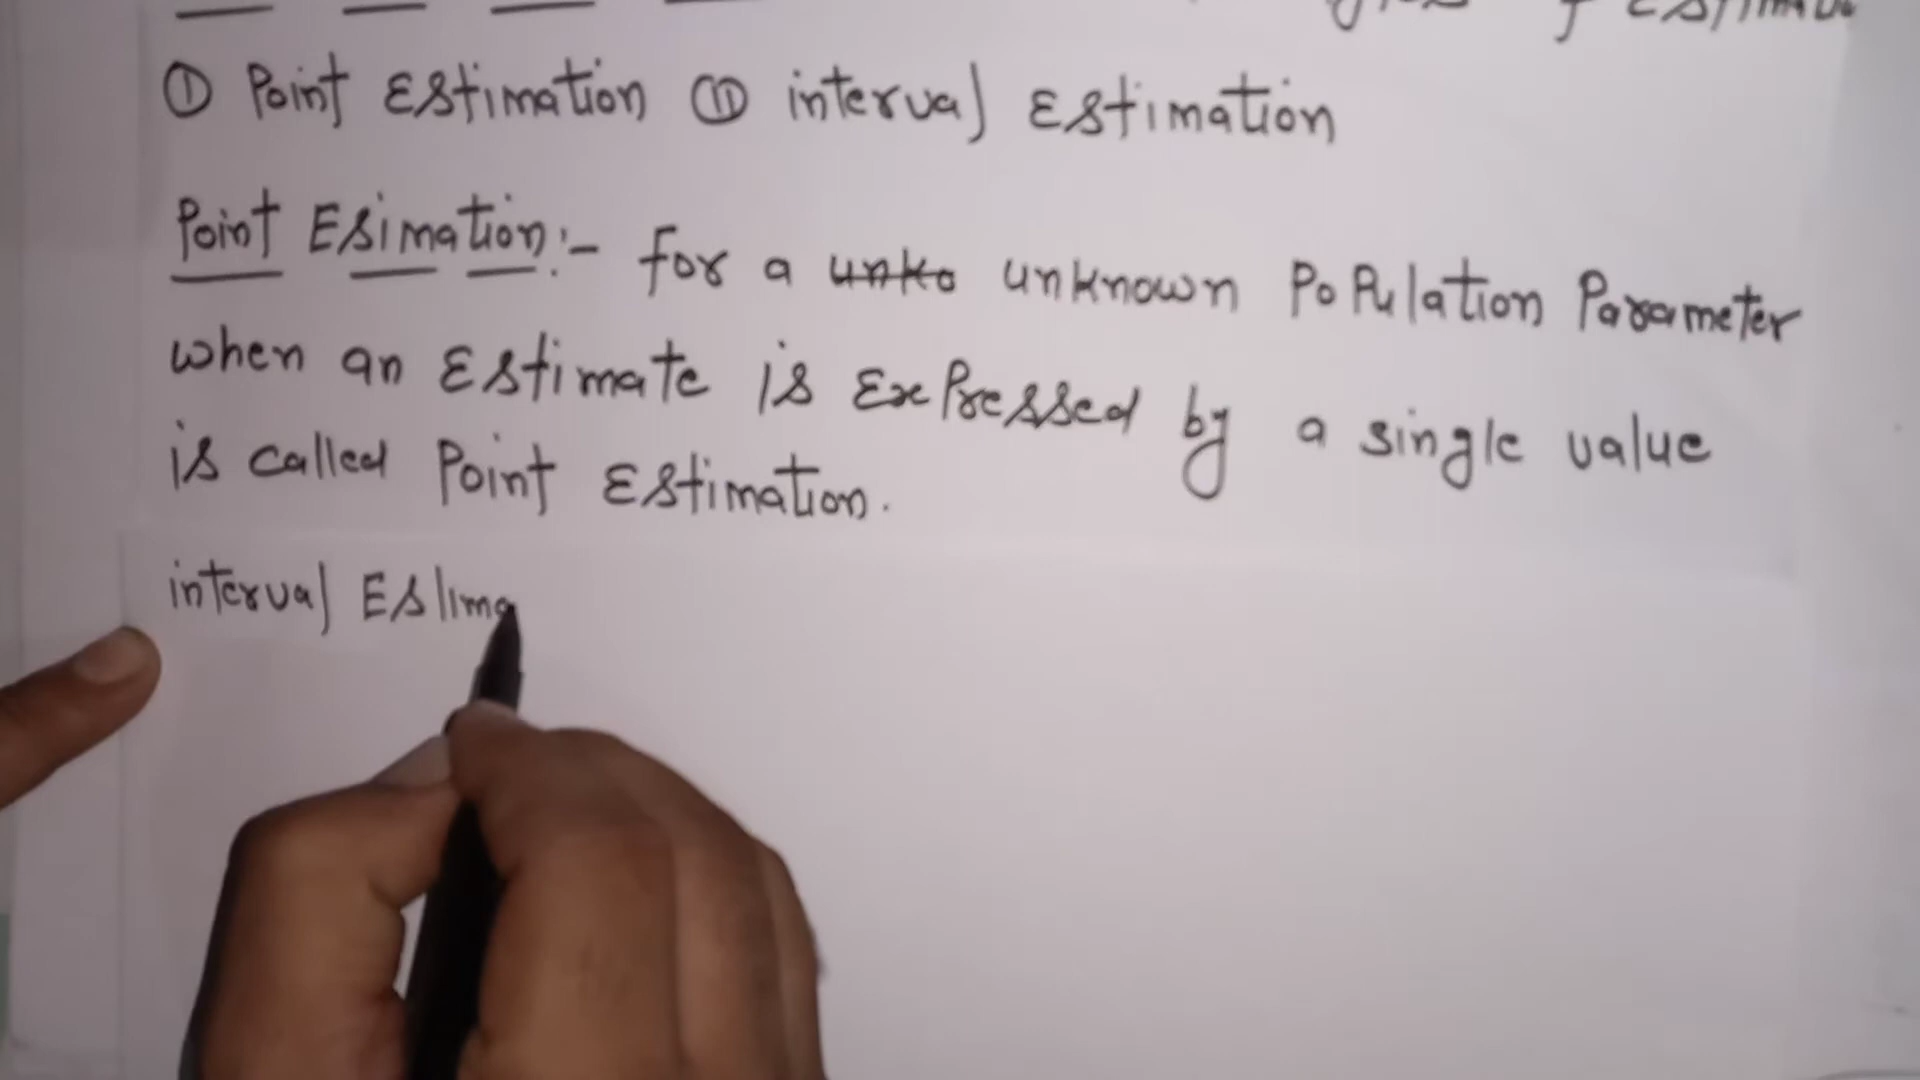 ① Point Estimation ⑪ interval Estimation
Point Esimation:- for a unko unknown Population Parameter
when an Estimate is Expressed by a single value
is called Point Estimation.
interval Eslima